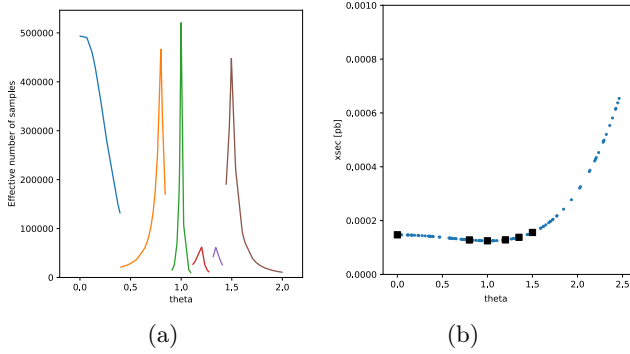 500000
400000
300000
200000
100000
0
Effective number of samples
0.0 0.5 1.0 1.5 2.0
theta
(a)
0,0010
0,0008
0,0006
0,0004
0,0002
0,0000
xsec [pb]
0.0 0.5 1.0 1.5 2.0 2.5
theta
(b)